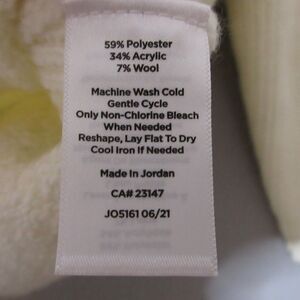 59% Polyester
34% Acrylic
7% Wool
Machine Wash Cold
Gentle Cycle
Only Non-Chlorine Bleach
When Needed
Reshape, Lay Flat To Dry
Cool Iron If Needed
Made In Jordan
CA# 23147
JO5161 06/21